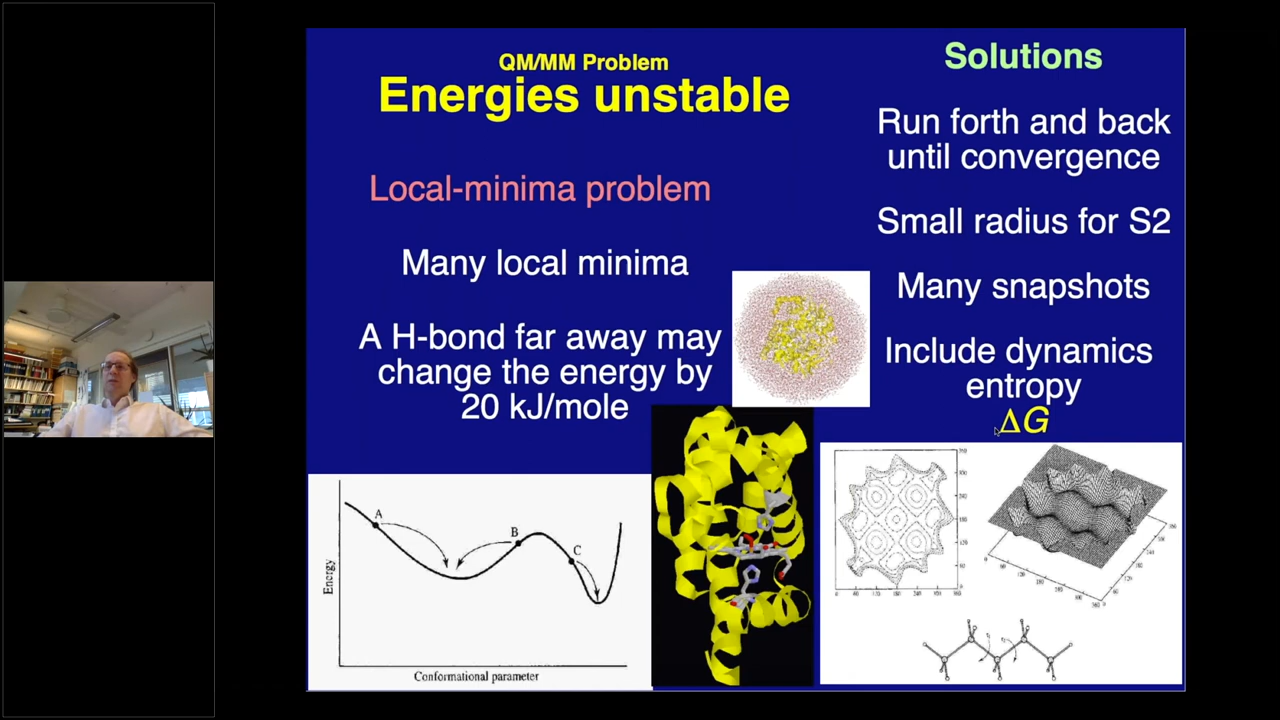 QM/MM Problem
Energies unstable
Local-minima problem
Many local minima
A H-bond far away may
change the energy by
20 kJ/mole
Solutions
Run forth and back
until convergence
Small radius for S2
Many snapshots
Include dynamics
entropy
ΔG
Energy
A
B
C
Conformational parameter